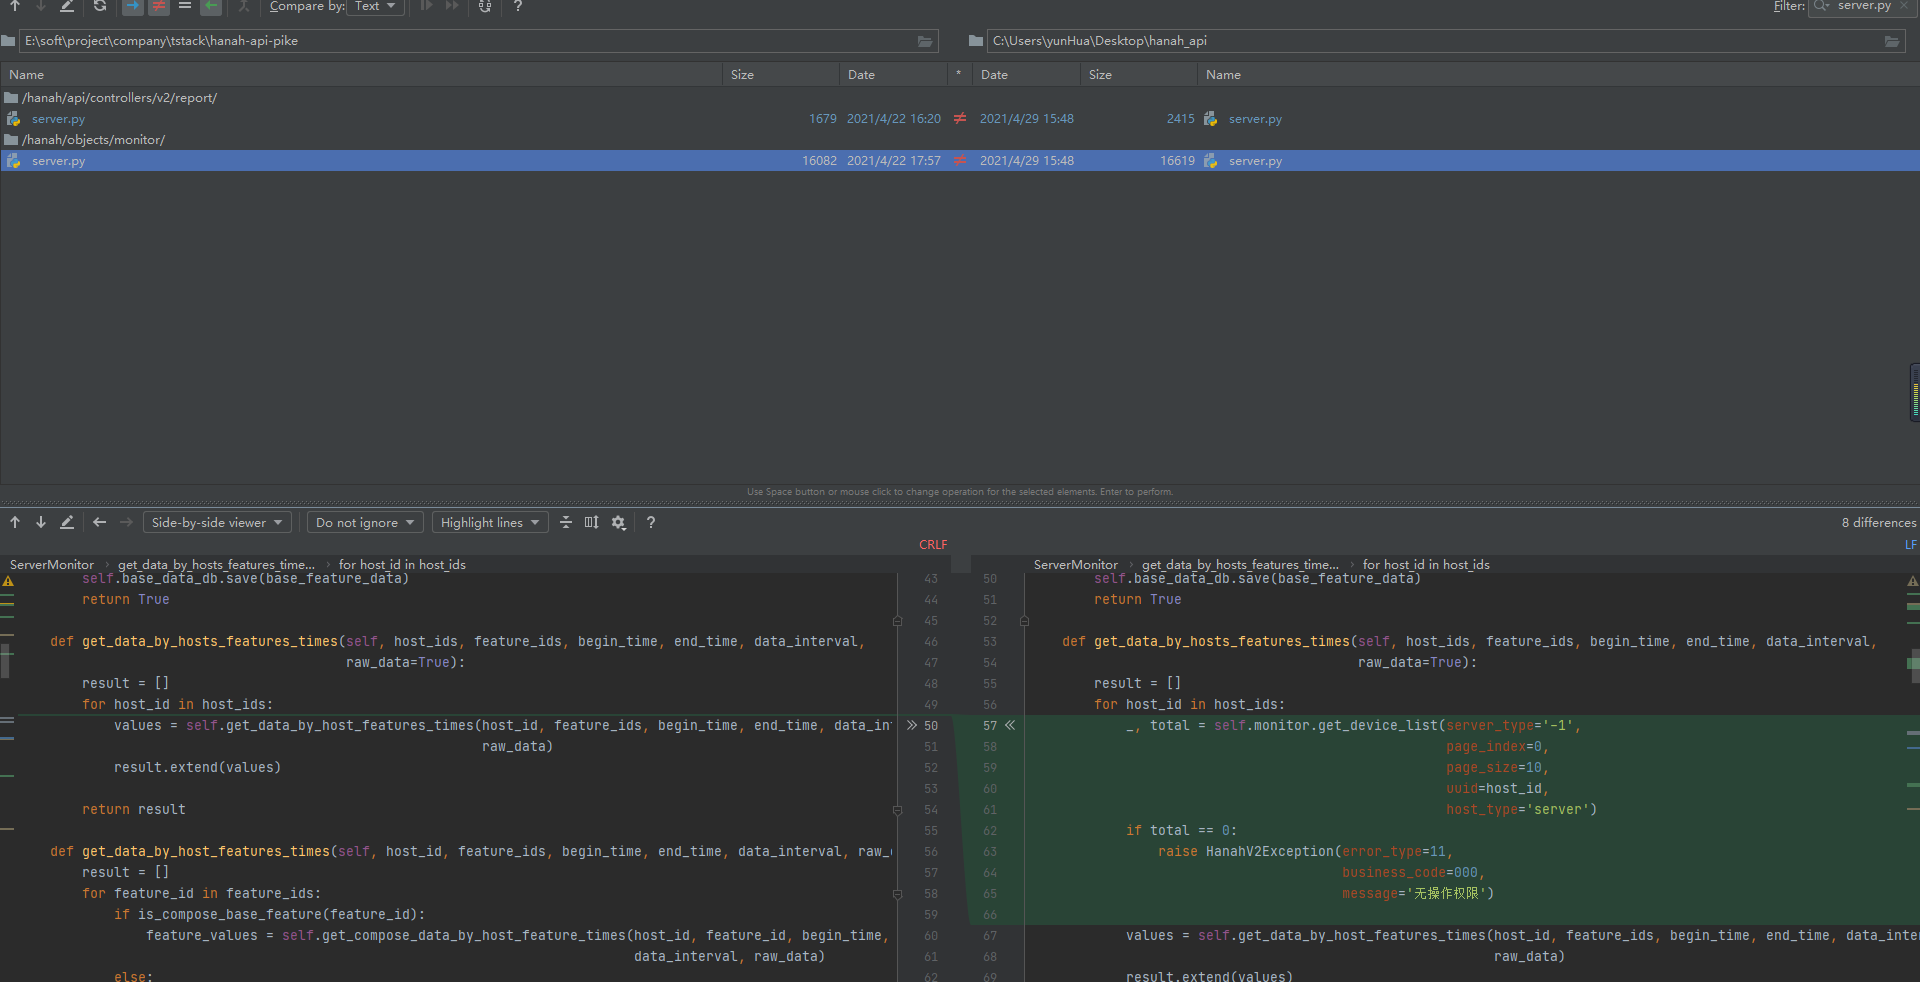 Compare by: Text
Filter: server.py
E:\soft\project\company\tstack\hanah-api-pike
C:\Users\yunHua\Desktop\hanah_api
Name Size Date * Date Size Name
/hanah/api/controllers/v2/report/
server.py 1679 2021/4/22 16:20 ≠ 2021/4/29 15:48 2415 server.py
/hanah/objects/monitor/
server.py 16082 2021/4/22 17:57 ≠ 2021/4/29 15:48 16619 server.py
Use Space button or mouse click to change operation for the selected elements. Enter to perform.
Side-by-side viewer Do not ignore Highlight lines ? 8 differences
CRLF LF
ServerMonitor › get_data_by_hosts_features_time... › for host_id in host_ids
self.base_data_db.save(base_feature_data) 43
return True 44
45
def get_data_by_hosts_features_times(self, host_ids, feature_ids, begin_time, end_time, data_interval, 46
raw_data=True): 47
result = [] 48
for host_id in host_ids: 49
values = self.get_data_by_host_features_times(host_id, feature_ids, begin_time, end_time, data_in 50
raw_data) 51
result.extend(values) 52
53
return result 54
55
def get_data_by_host_features_times(self, host_id, feature_ids, begin_time, end_time, data_interval, raw_ 56
result = [] 57
for feature_id in feature_ids: 58
if is_compose_base_feature(feature_id): 59
feature_values = self.get_compose_data_by_host_feature_times(host_id, feature_id, begin_time, 60
data_interval, raw_data) 61
else: 62
ServerMonitor › get_data_by_hosts_features_time... › for host_id in host_ids
50 self.base_data_db.save(base_feature_data)
51 return True
52
53 def get_data_by_hosts_features_times(self, host_ids, feature_ids, begin_time, end_time, data_interval,
54 raw_data=True):
55 result = []
56 for host_id in host_ids:
57 _, total = self.monitor.get_device_list(server_type='-1',
58 page_index=0,
59 page_size=10,
60 uuid=host_id,
61 host_type='server')
62 if total == 0:
63 raise HanahV2Exception(error_type=11,
64 business_code=000,
65 message='无操作权限')
66
67 values = self.get_data_by_host_features_times(host_id, feature_ids, begin_time, end_time, data_inte
68 raw_data)
69 result.extend(values)